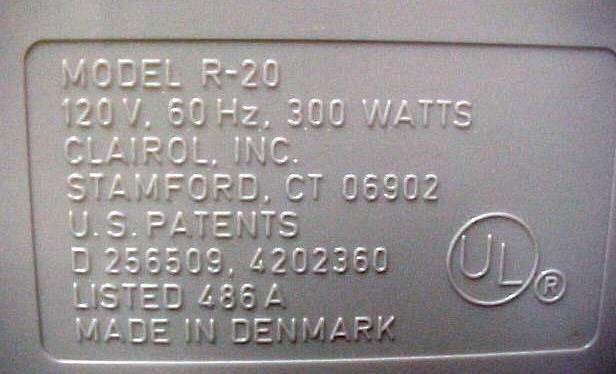 MODEL R-20
120 V, 60 Hz, 300 WATTS
CLAIROL, INC.
STAMFORD, CT 06902
U.S. PATENTS
D 256509, 4202360
LISTED 486 A
MADE IN DENMARK
UL®